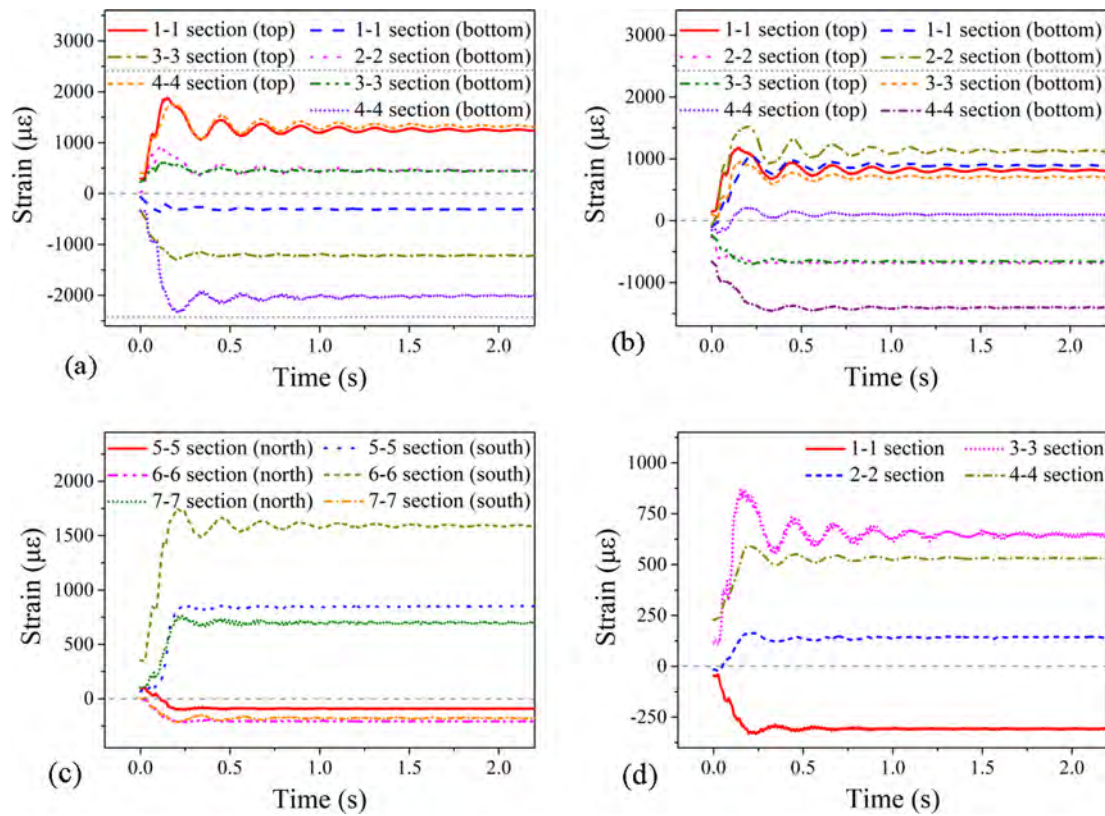 3000
2000
1000
0
-1000
-2000
Strain (με)
1-1 section (top)
1-1 section (bottom)
3-3 section (top)
2-2 section (bottom)
4-4 section (top)
3-3 section (bottom)
4-4 section (bottom)
0.0 0.5 1.0 1.5 2.0
(a)
Time (s)
3000
2000
1000
0
-1000
Strain (με)
1-1 section (top)
1-1 section (bottom)
2-2 section (top)
2-2 section (bottom)
3-3 section (top)
3-3 section (bottom)
4-4 section (top)
4-4 section (bottom)
0.0 0.5 1.0 1.5 2.0
(b)
Time (s)
2000
1500
1000
500
0
Strain (με)
5-5 section (north)
5-5 section (south)
6-6 section (north)
6-6 section (south)
7-7 section (north)
7-7 section (south)
0.0 0.5 1.0 1.5 2.0
(c)
Time (s)
1000
750
500
250
0
-250
Strain (με)
1-1 section
3-3 section
2-2 section
4-4 section
0.0 0.5 1.0 1.5 2.0
(d)
Time (s)